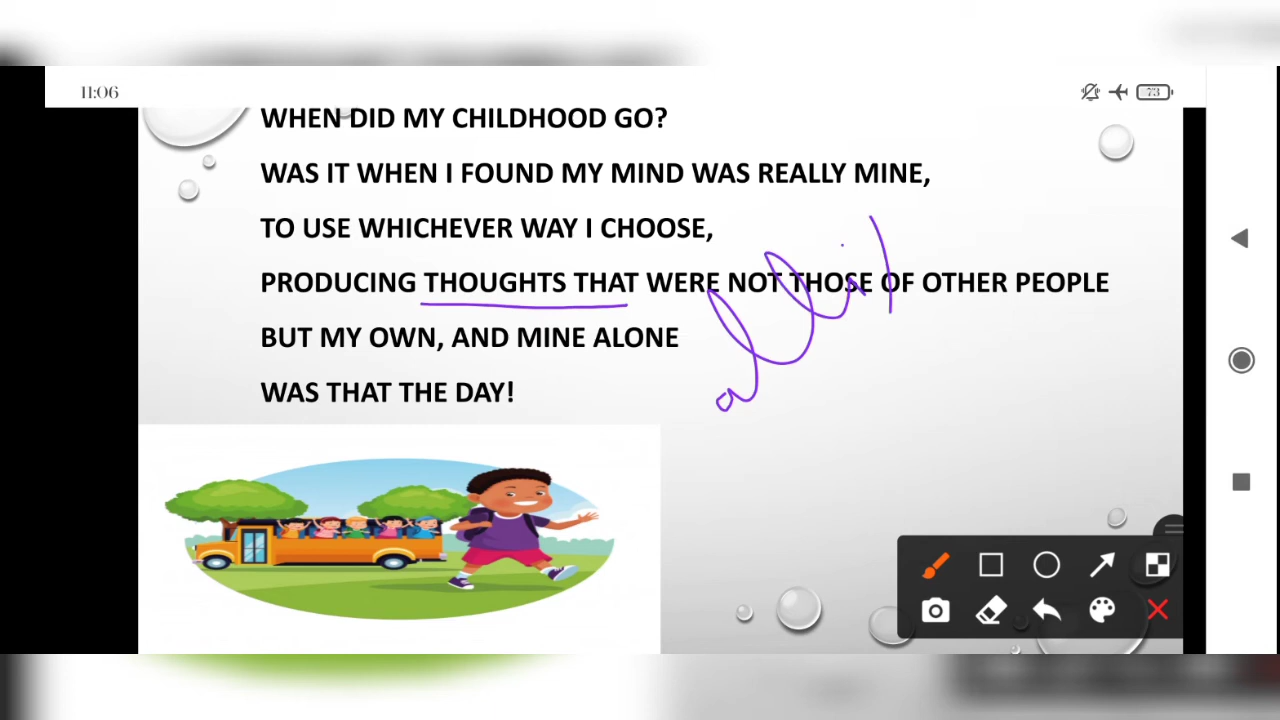 11:06
73
WHEN DID MY CHILDHOOD GO?
WAS IT WHEN I FOUND MY MIND WAS REALLY MINE,
TO USE WHICHEVER WAY I CHOOSE,
PRODUCING THOUGHTS THAT WERE NOT THOSE OF OTHER PEOPLE
BUT MY OWN, AND MINE ALONE
WAS THAT THE DAY!